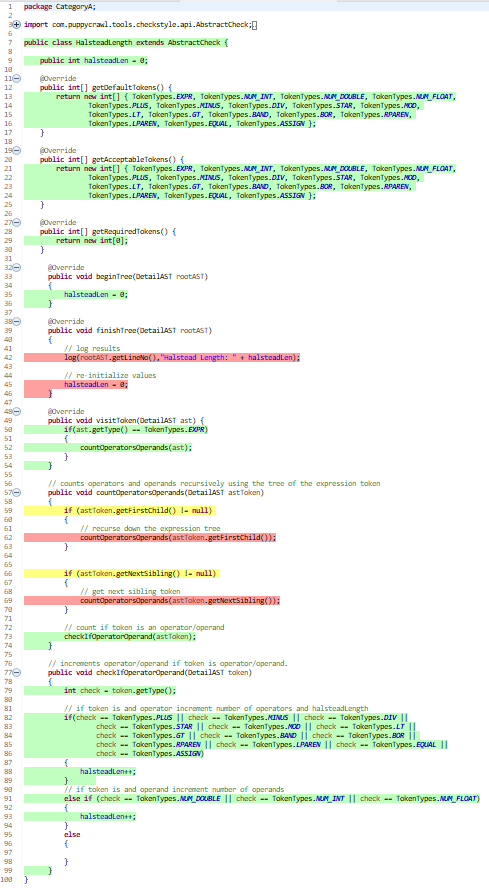 1 package CategoryA;
2
3 import com.puppycrawl.tools.checkstyle.api.AbstractCheck;
6
7 public class HalsteadLength extends AbstractCheck {
8
9 public int halsteadLen = 0;
10
11 @Override
12 public int[] getDefaultTokens() {
13 return new int[] { TokenTypes.EXPR, TokenTypes.NUM_INT, TokenTypes.NUM_DOUBLE, TokenTypes.NUM_FLOAT,
14 TokenTypes.PLUS, TokenTypes.MINUS, TokenTypes.DIV, TokenTypes.STAR, TokenTypes.MOD,
15 TokenTypes.LT, TokenTypes.GT, TokenTypes.BAND, TokenTypes.BOR, TokenTypes.RPAREN,
16 TokenTypes.LPAREN, TokenTypes.EQUAL, TokenTypes.ASSIGN };
17 }
18
19 @Override
20 public int[] getAcceptableTokens() {
21 return new int[] { TokenTypes.EXPR, TokenTypes.NUM_INT, TokenTypes.NUM_DOUBLE, TokenTypes.NUM_FLOAT,
22 TokenTypes.PLUS, TokenTypes.MINUS, TokenTypes.DIV, TokenTypes.STAR, TokenTypes.MOD,
23 TokenTypes.LT, TokenTypes.GT, TokenTypes.BAND, TokenTypes.BOR, TokenTypes.RPAREN,
24 TokenTypes.LPAREN, TokenTypes.EQUAL, TokenTypes.ASSIGN };
25 }
26
27 @Override
28 public int[] getRequiredTokens() {
29 return new int[0];
30 }
31
32 @Override
33 public void beginTree(DetailAST rootAST)
34 {
35 halsteadLen = 0;
36 }
37
38 @Override
39 public void finishTree(DetailAST rootAST)
40 {
41 // log results
42 log(rootAST.getLineNo(),"Halstead Length: " + halsteadLen);
43
44 // re-initialize values
45 halsteadLen = 0;
46 }
47
48 @Override
49 public void visitToken(DetailAST ast) {
50 if(ast.getType() == TokenTypes.EXPR)
51 {
52 countOperatorsOperands(ast);
53 }
54 }
55
56 // counts operators and operands recursively using the tree of the expression token
57 public void countOperatorsOperands(DetailAST astToken)
58 {
59 if (astToken.getFirstChild() != null)
60 {
61 // recurse down the expression tree
62 countOperatorsOperands(astToken.getFirstChild());
63 }
64
65
66 if (astToken.getNextSibling() != null)
67 {
68 // get next sibling token
69 countOperatorsOperands(astToken.getNextSibling());
70 }
71
72 // count if token is an operator/operand
73 checkIfOperatorOperand(astToken);
74 }
75
76 // increments operator/operand if token is operator/operand.
77 public void checkIfOperatorOperand(DetailAST token)
78 {
79 int check = token.getType();
80
81 // if token is and operator increment number of operators and halsteadLength
82 if(check == TokenTypes.PLUS || check == TokenTypes.MINUS || check == TokenTypes.DIV ||
83 check == TokenTypes.STAR || check == TokenTypes.MOD || check == TokenTypes.LT ||
84 check == TokenTypes.GT || check == TokenTypes.BAND || check == TokenTypes.BOR ||
85 check == TokenTypes.RPAREN || check == TokenTypes.LPAREN || check == TokenTypes.EQUAL ||
86 check == TokenTypes.ASSIGN)
87 {
88 halsteadLen++;
89 }
90 // if token is and operand increment number of operands
91 else if (check == TokenTypes.NUM_DOUBLE || check == TokenTypes.NUM_INT || check == TokenTypes.NUM_FLOAT)
92 {
93 halsteadLen++;
94 }
95 else
96 {
97
98 }
99 }
100 }